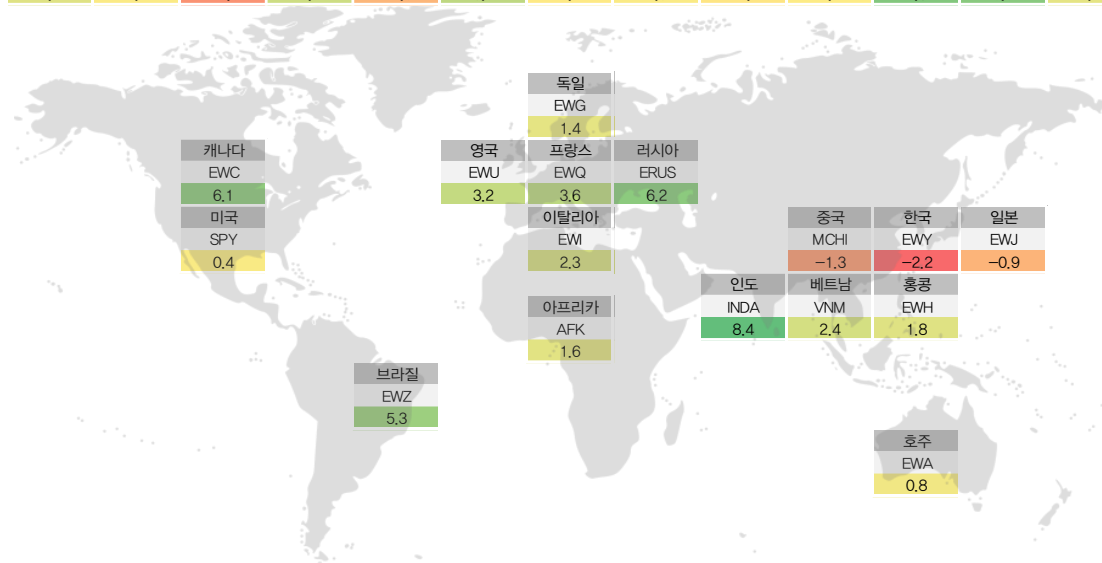 독일
EWG
1.4
캐나다 영국 프랑스 러시아
EWC EWU EWQ ERUS
6.1 3.2 3.6 6.2
미국 이탈리아 중국 한국 일본
SPY EWI MCHI EWY EWJ
0.4 2.3 -1.3 -2.2 -0.9
인도 베트남 홍콩
INDA VNM EWH
8.4 2.4 1.8
아프리카
AFK
1.6
브라질
EWZ
5.3
호주
EWA
0.8